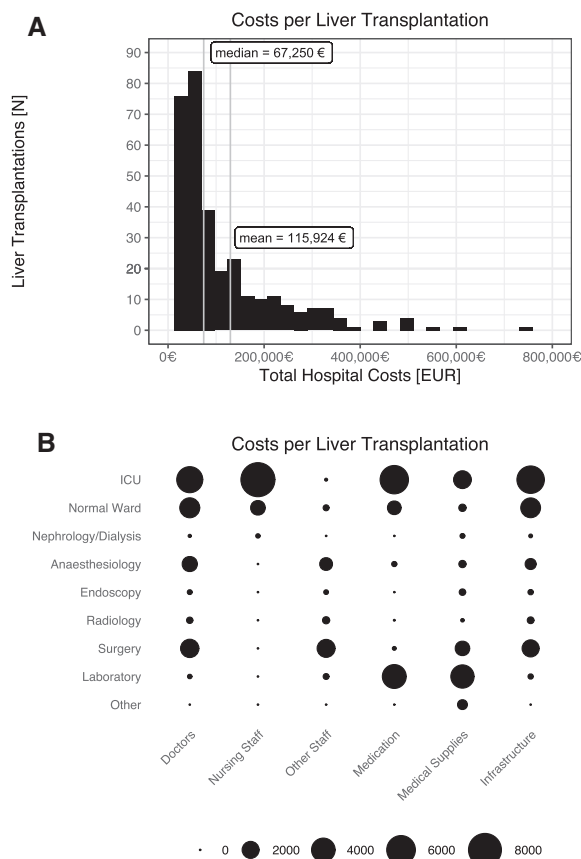 A
Costs per Liver Transplantation
median = 67,250 €
mean = 115,924 €
Liver Transplantations [N]
90
80
70
60
50
40
30
20
10
0
0€ 200,000€ 400,000€ 600,000€ 800,000€
Total Hospital Costs [EUR]
B
Costs per Liver Transplantation
ICU
Normal Ward
Nephrology/Dialysis
Anaesthesiology
Endoscopy
Radiology
Surgery
Laboratory
Other
Doctors
Nursing Staff
Other Staff
Medication
Medical Supplies
Infrastructure
0 2000 4000 6000 8000